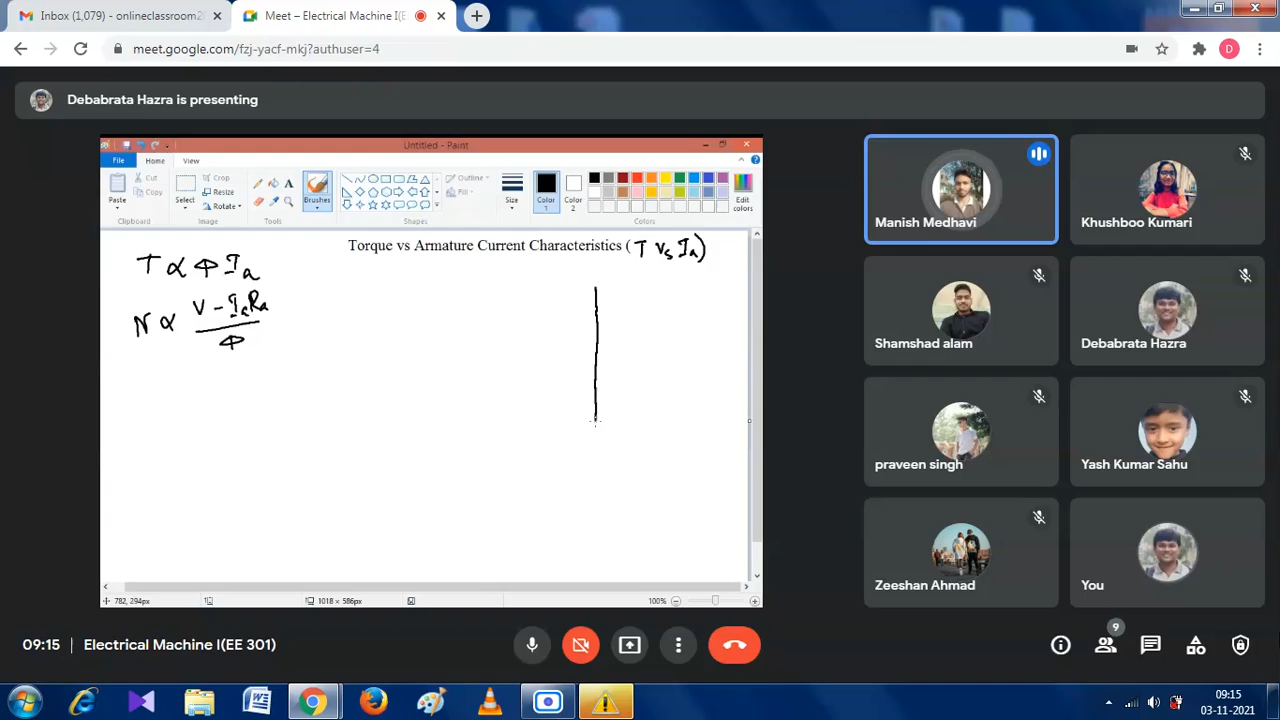 Inbox (1,079) - onlineclassroom2
Meet – Electrical Machine I(EE 3
meet.google.com/fzj-yacf-mkj?authuser=4
D
Debabrata Hazra is presenting
Untitled - Paint
File Home View
Paste
Cut
Copy
Clipboard
Select
Crop
Resize
Rotate
Image
A
Tools
Brushes
Outline
Fill
Shapes
Size
Color 1
Color 2
Edit colors
Colors
Torque vs Armature Current Characteristics (T vs Ia)
T ∝ Φ Ia
N ∝ V - IaRa / Φ
782, 294px
1018 × 586px
100%
Manish Medhavi
Khushboo Kumari
Shamshad alam
Debabrata Hazra
praveen singh
Yash Kumar Sahu
Zeeshan Ahmad
You
09:15 Electrical Machine I(EE 301)
9
09:15
03-11-2021